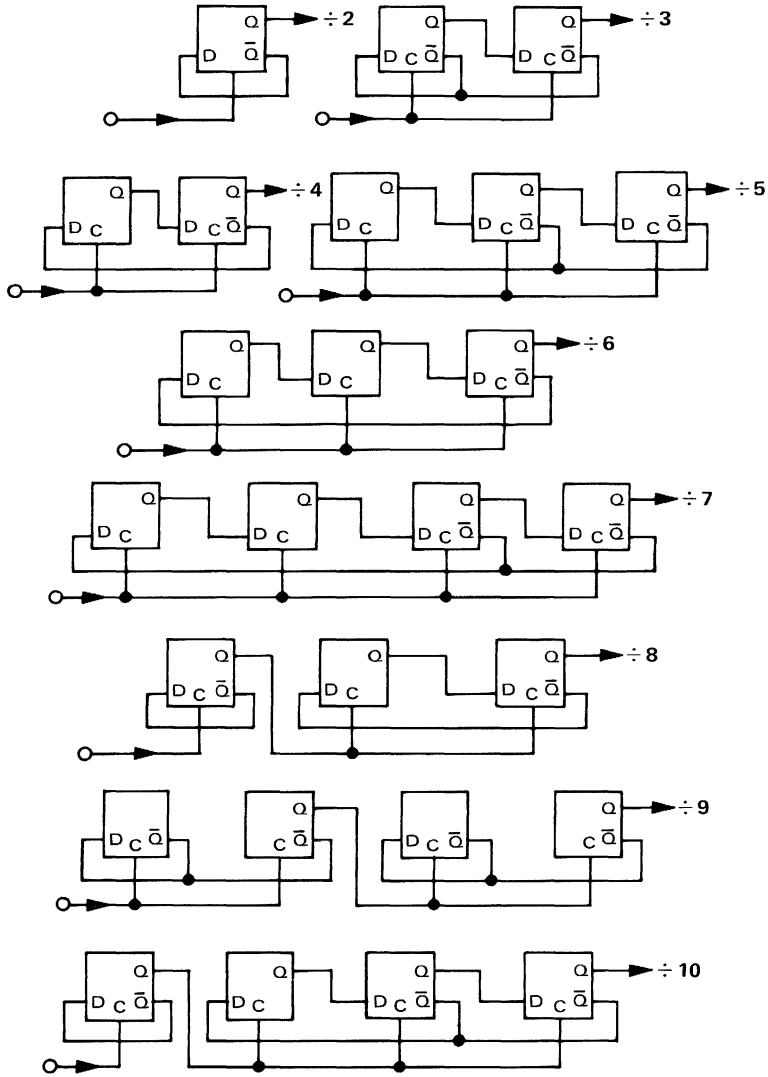 Q ÷2 Q Q ÷3
D Q̅ D C Q̅ D C Q̅
Q Q ÷4 Q Q Q ÷5
D C D C Q̅ D C D C Q̅ D C Q̅
Q Q Q ÷6
D C D C D C Q̅
Q Q Q Q ÷7
D C D C D C Q̅ D C Q̅
Q Q Q ÷8
D C Q̅ D C D C Q̅
Q Q ÷9
D C Q̅ C Q̅ D C Q̅ C Q̅
Q Q Q Q ÷10
D C Q̅ D C D C Q̅ D C Q̅